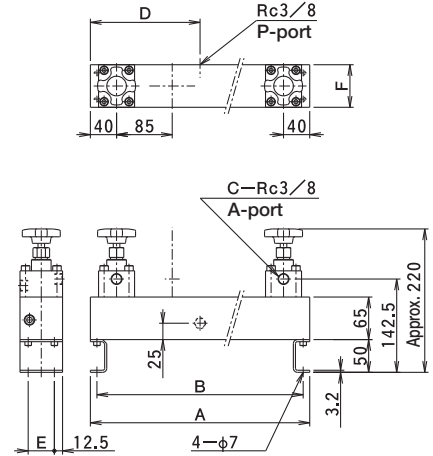 D
Rc3/8
P-port
F
40
85
40
C-Rc3/8
A-port
Approx. 220
142.5
65
50
25
3.2
B
A
E
12.5
4-φ7